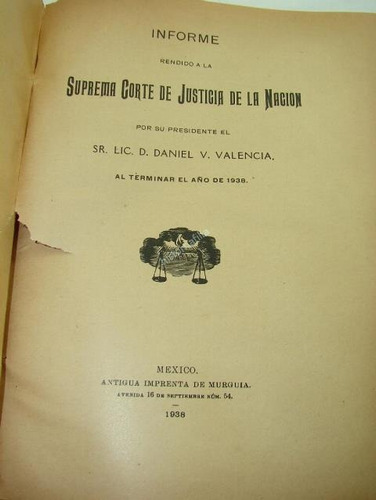 INFORME
RENDIDO A LA
SUPREMA CORTE DE JUSTICIA DE LA NACION
POR SU PRESIDENTE EL
SR. LIC. D. DANIEL V. VALENCIA.
AL TERMINAR EL AÑO DE 1938.
MEXICO.
ANTIGUA IMPRENTA DE MURGUIA.
AVENIDA 16 DE SEPTIEMBRE NÚM. 54.
1938